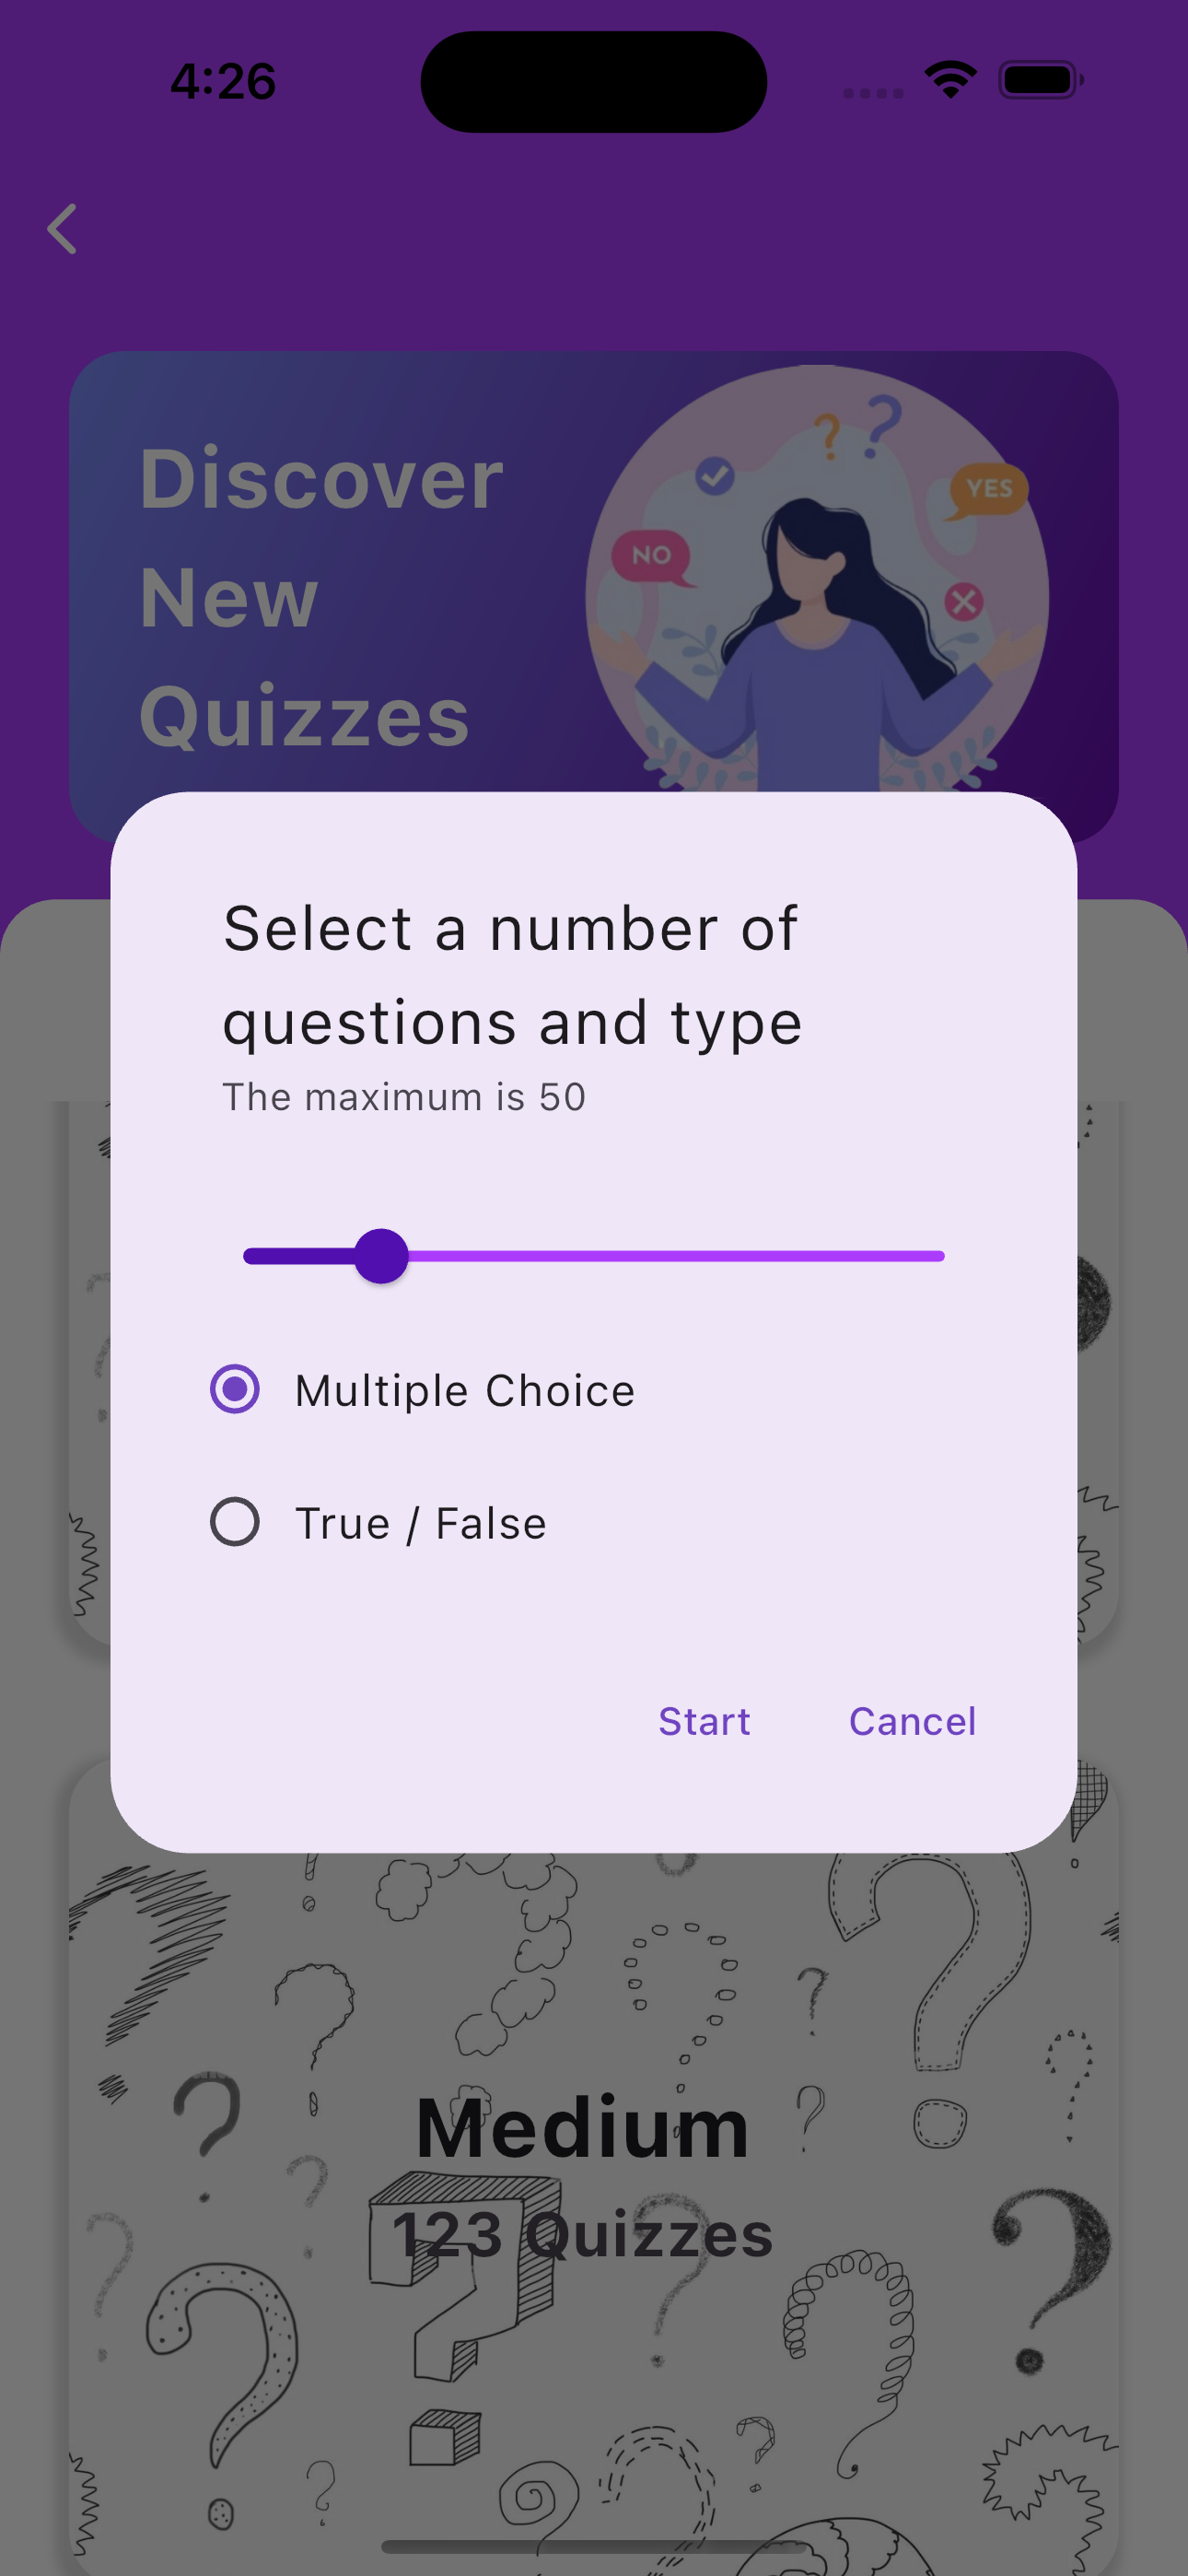 4:26
Discover
New
Quizzes
NO
YES
Select a number of
questions and type
The maximum is 50
Multiple Choice
True / False
Start
Cancel
Medium
123 Quizzes